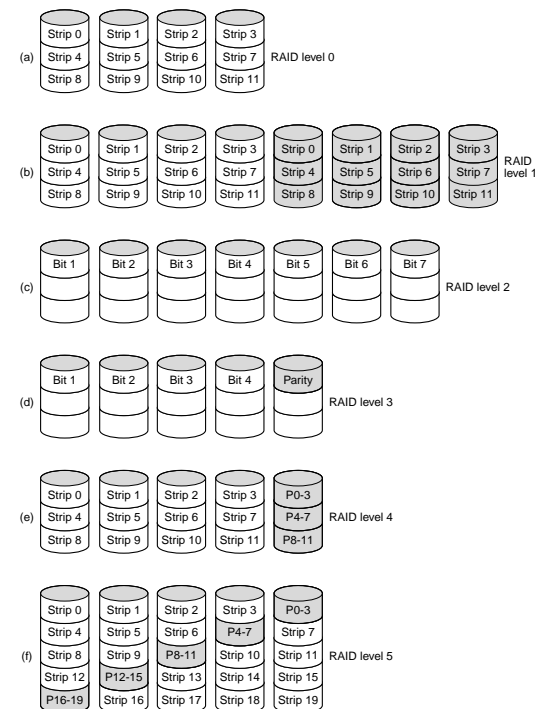 Strip 0 Strip 1 Strip 2 Strip 3
(a) Strip 4 Strip 5 Strip 6 Strip 7 RAID level 0
Strip 8 Strip 9 Strip 10 Strip 11
Strip 0 Strip 1 Strip 2 Strip 3 Strip 0 Strip 1 Strip 2 Strip 3
(b) Strip 4 Strip 5 Strip 6 Strip 7 Strip 4 Strip 5 Strip 6 Strip 7 RAID level 1
Strip 8 Strip 9 Strip 10 Strip 11 Strip 8 Strip 9 Strip 10 Strip 11
Bit 1 Bit 2 Bit 3 Bit 4 Bit 5 Bit 6 Bit 7
(c) RAID level 2
Bit 1 Bit 2 Bit 3 Bit 4 Parity
(d) RAID level 3
Strip 0 Strip 1 Strip 2 Strip 3 P0-3
(e) Strip 4 Strip 5 Strip 6 Strip 7 P4-7 RAID level 4
Strip 8 Strip 9 Strip 10 Strip 11 P8-11
Strip 0 Strip 1 Strip 2 Strip 3 P0-3
Strip 4 Strip 5 Strip 6 P4-7 Strip 7
(f) Strip 8 Strip 9 P8-11 Strip 10 Strip 11 RAID level 5
Strip 12 P12-15 Strip 13 Strip 14 Strip 15
P16-19 Strip 16 Strip 17 Strip 18 Strip 19